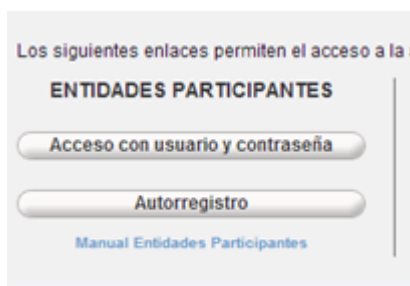 Los siguientes enlaces permiten el acceso a la
ENTIDADES PARTICIPANTES
Acceso con usuario y contraseña
Autorregistro
Manual Entidades Participantes